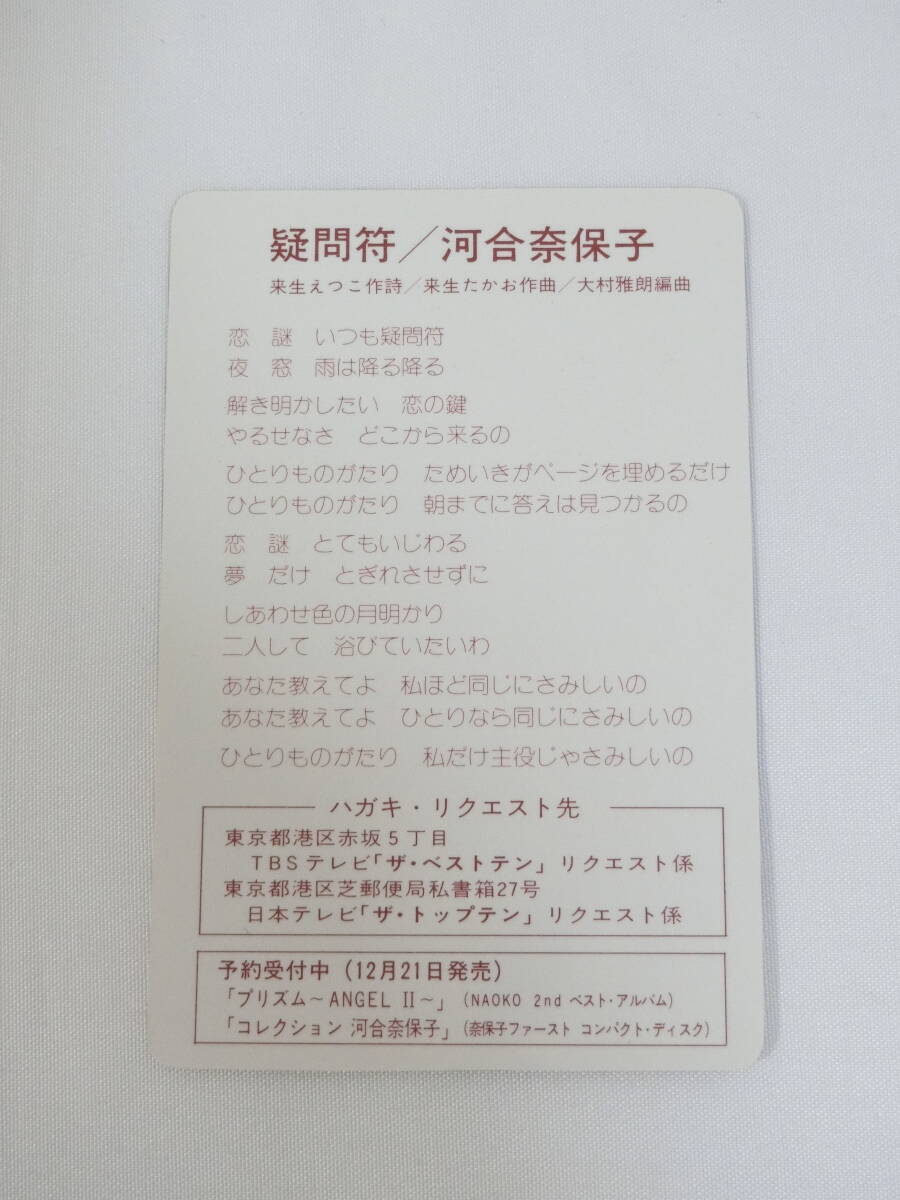 疑問符／河合奈保子
来生えつこ作詩／来生たかお作曲／大村雅朗編曲
恋　謎　いつも疑問符
夜　窓　雨は降る降る
解き明かしたい　恋の鍵
やるせなさ　どこから来るの
ひとりものがたり　ためいきがページを埋めるだけ
ひとりものがたり　朝までに答えは見つかるの
恋　謎　とてもいじわる
夢　だけ　とぎれさせずに
しあわせ色の月明かり
二人して　浴びていたいわ
あなた教えてよ　私ほど同じにさみしいの
あなた教えてよ　ひとりなら同じにさみしいの
ひとりものがたり　私だけ主役じゃさみしいの
ハガキ・リクエスト先
東京都港区赤坂5丁目
TBSテレビ「ザ・ベストテン」リクエスト係
東京都港区芝郵便局私書箱27号
日本テレビ「ザ・トップテン」リクエスト係
予約受付中（12月21日発売）
「プリズム～ANGEL II～」（NAOKO 2nd ベスト・アルバム）
「コレクション 河合奈保子」（奈保子ファースト コンパクト・ディスク）